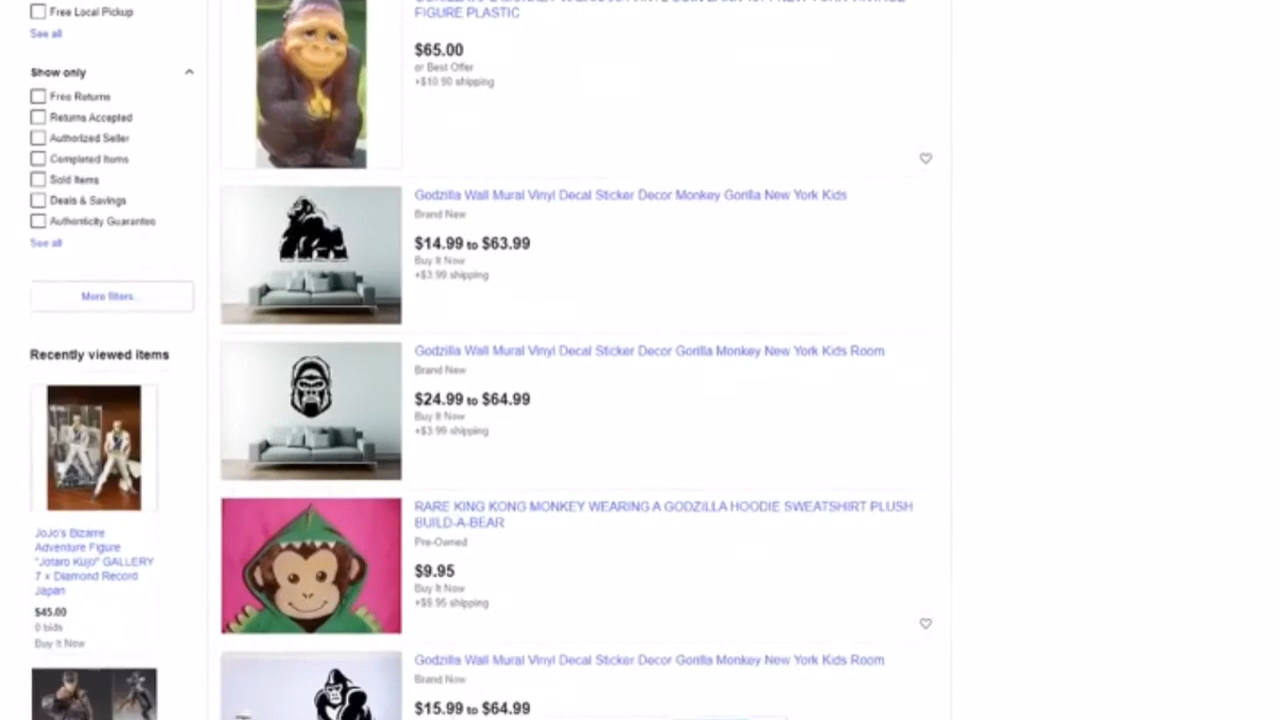 Free Local Pickup
See all
Show only
Free Returns
Returns Accepted
Authorized Seller
Completed Items
Sold Items
Deals & Savings
Authenticity Guarantee
See all
More filters...
Recently viewed items
JoJo's Bizarre
Adventure Figure
"Jotaro Kujo" GALLERY
7 x Diamond Record
Japan
$45.00
0 bids
Buy It Now
FIGURE PLASTIC
$65.00
or Best Offer
+$10.50 shipping
Godzilla Wall Mural Vinyl Decal Sticker Decor Monkey Gorilla New York Kids
Brand New
$14.99 to $63.99
Buy It Now
+$3.99 shipping
Godzilla Wall Mural Vinyl Decal Sticker Decor Gorilla Monkey New York Kids Room
Brand New
$24.99 to $64.99
Buy It Now
+$3.99 shipping
RARE KING KONG MONKEY WEARING A GODZILLA HOODIE SWEATSHIRT PLUSH
BUILD-A-BEAR
Pre-Owned
$9.95
Buy It Now
+$9.95 shipping
Godzilla Wall Mural Vinyl Decal Sticker Decor Gorilla Monkey New York Kids Room
Brand New
$15.99 to $64.99